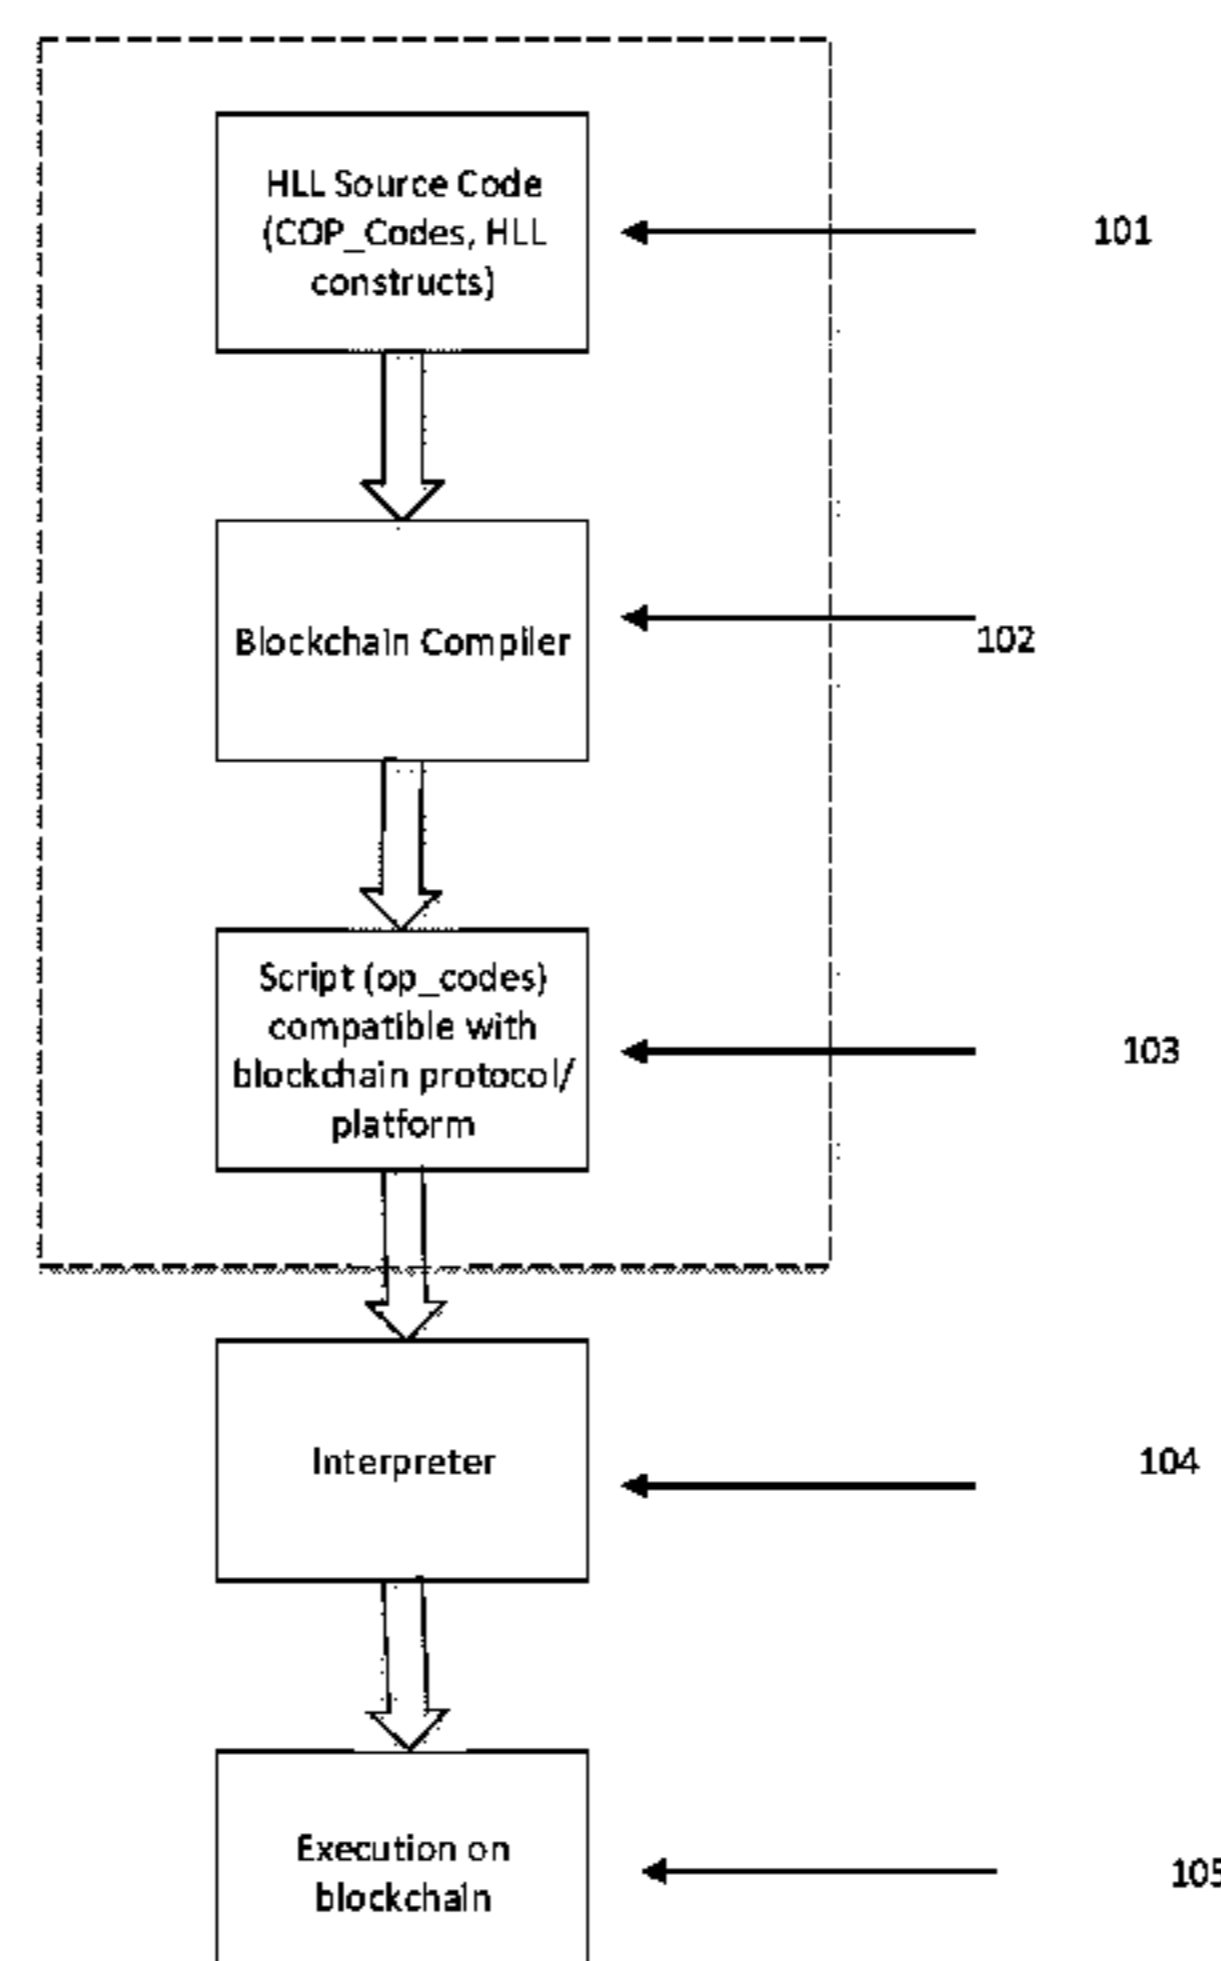 HLL Source Code
(COP_Codes, HLL
constructs)
101
Blockchain Compiler
102
Script (op_codes)
compatible with
blockchain protocol/
platform
103
Interpreter
104
Execution on
blockchain
105